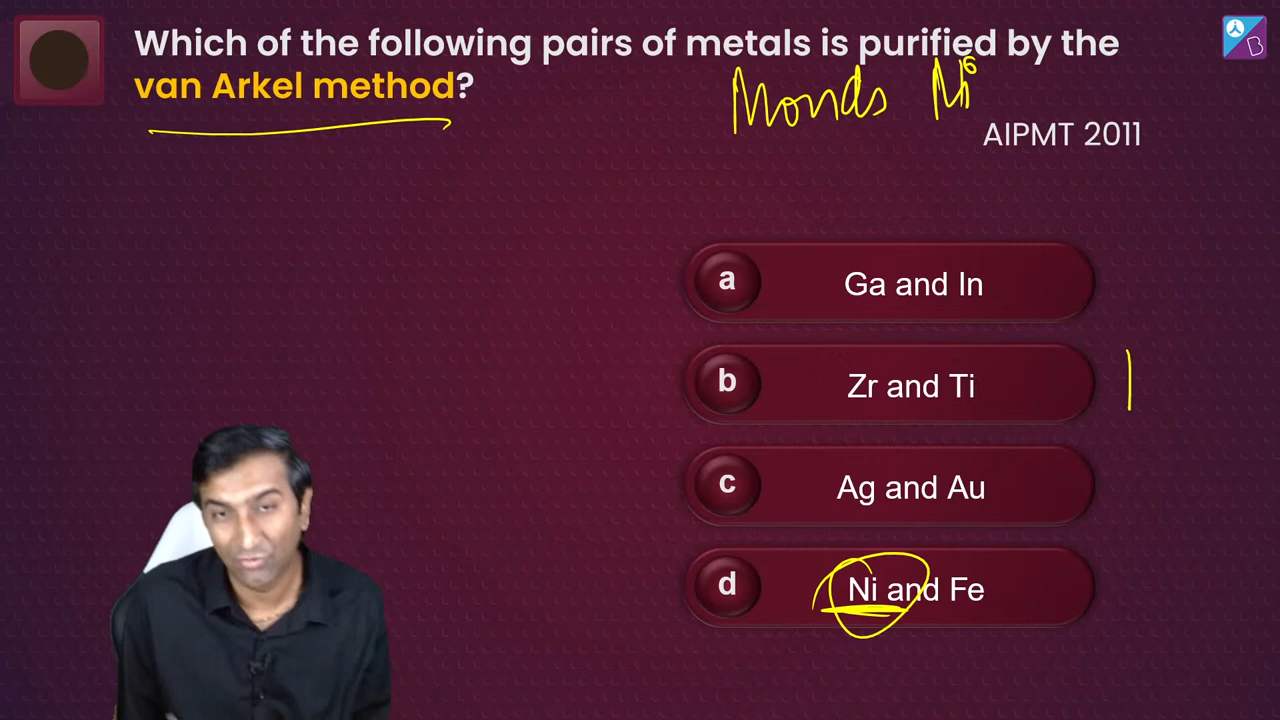 Which of the following pairs of metals is purified by the
van Arkel method?
Monds Ni
AIPMT 2011
a Ga and In
b Zr and Ti
c Ag and Au
d Ni and Fe
B